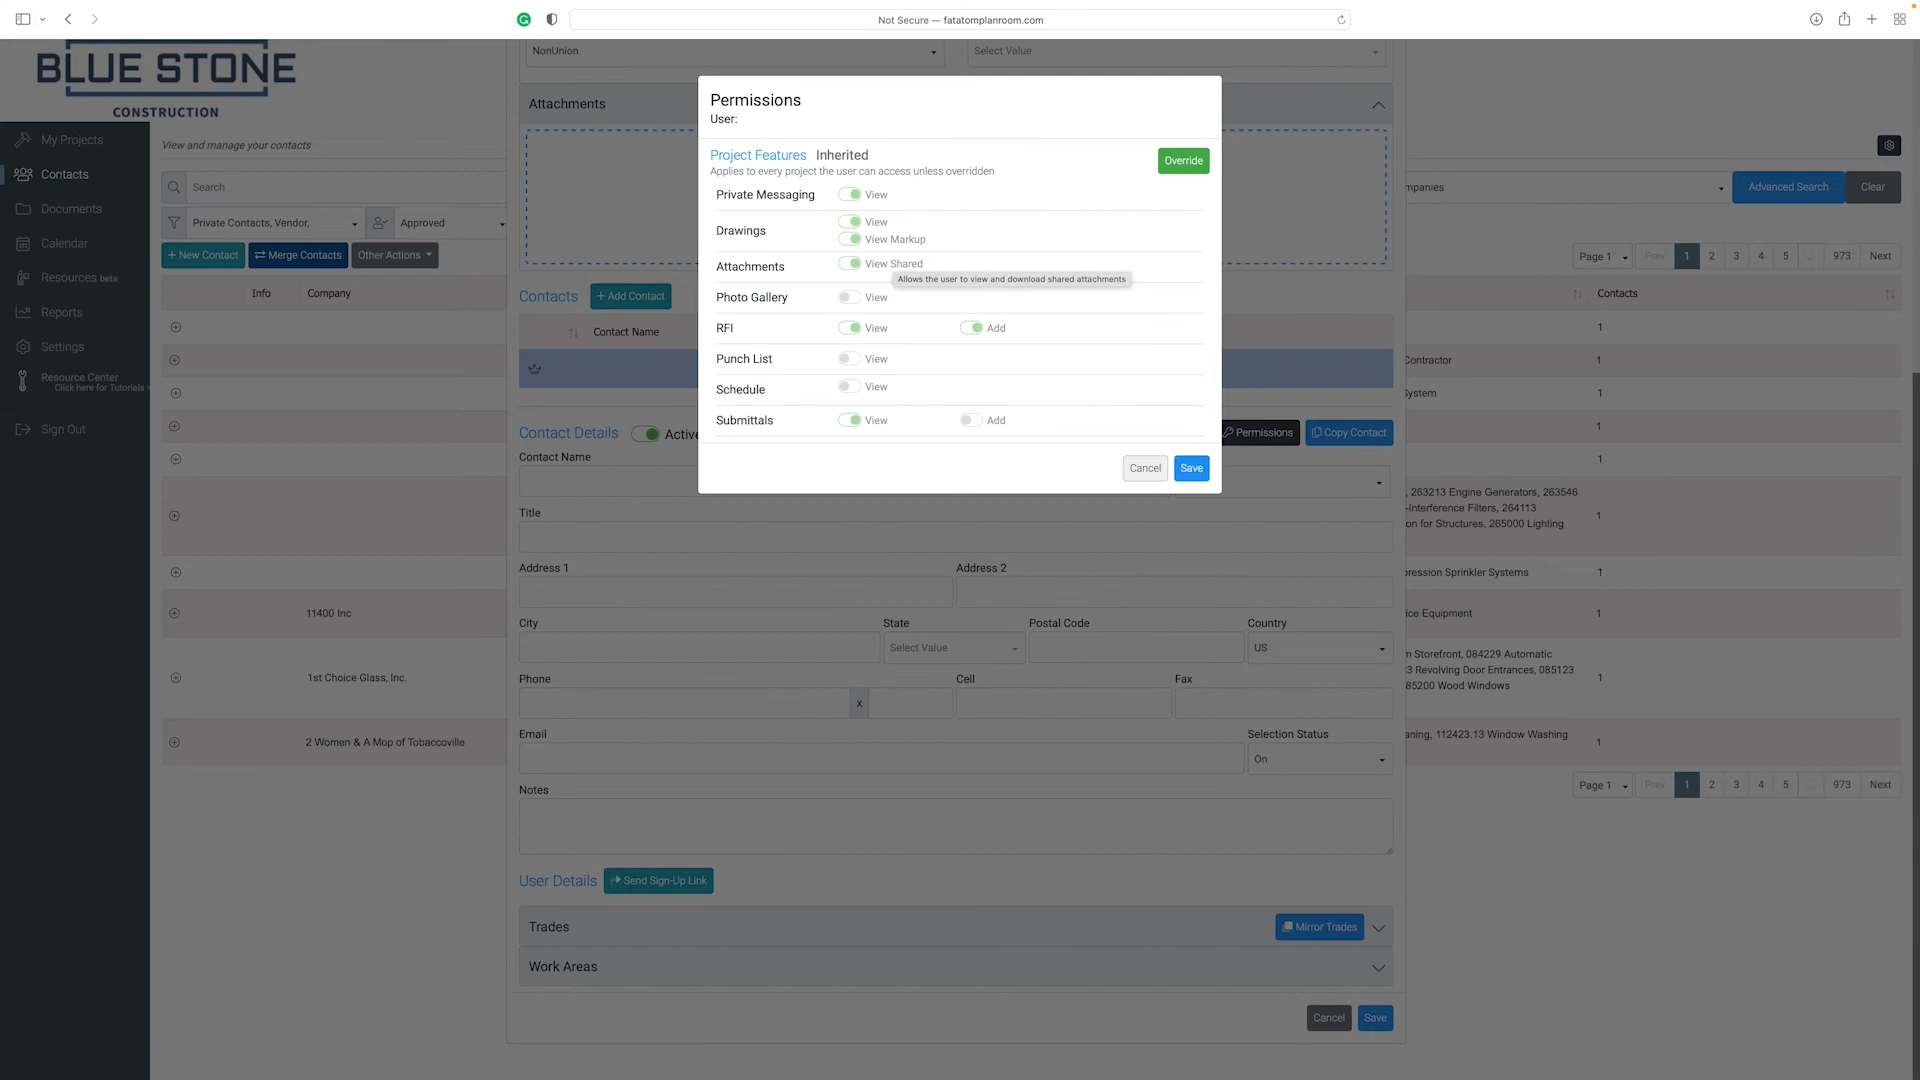 Not Secure — fatatomplanroom.com
BLUE STONE
CONSTRUCTION
My Projects
Contacts
Documents
Calendar
Resources beta
Reports
Settings
Resource Center
Click here for Tutorials »
Sign Out
View and manage your contacts
Search
Private Contacts, Vendor,
Approved
+ New Contact
Merge Contacts
Other Actions
Info
Company
11400 Inc
1st Choice Glass, Inc.
2 Women & A Mop of Tobaccoville
NonUnion
Select Value
Attachments
Contacts
+ Add Contact
Contact Name
Contact Details
Active
Permissions
Copy Contact
Contact Name
Title
Address 1
Address 2
City
State
Postal Code
Country
Select Value
US
Phone
Cell
Fax
x
Email
Selection Status
On
Notes
User Details
Send Sign-Up Link
Trades
Mirror Trades
Work Areas
Cancel
Save
Permissions
User:
Project Features Inherited
Override
Applies to every project the user can access unless overridden
Private Messaging
View
Drawings
View
View Markup
Attachments
View Shared
Allows the user to view and download shared attachments
Photo Gallery
View
RFI
View
Add
Punch List
View
Schedule
View
Submittals
View
Add
Cancel
Save
mpanies
Advanced Search
Clear
Page 1
Prev
1
2
3
4
5
...
973
Next
Contacts
1
Contractor
1
System
1
1
1
, 263213 Engine Generators, 263546
-Interference Filters, 264113
on for Structures, 265000 Lighting
1
pression Sprinkler Systems
1
ice Equipment
1
m Storefront, 084229 Automatic
3 Revolving Door Entrances, 085123
85200 Wood Windows
1
aning, 112423.13 Window Washing
1
Page 1
Prev
1
2
3
4
5
...
973
Next